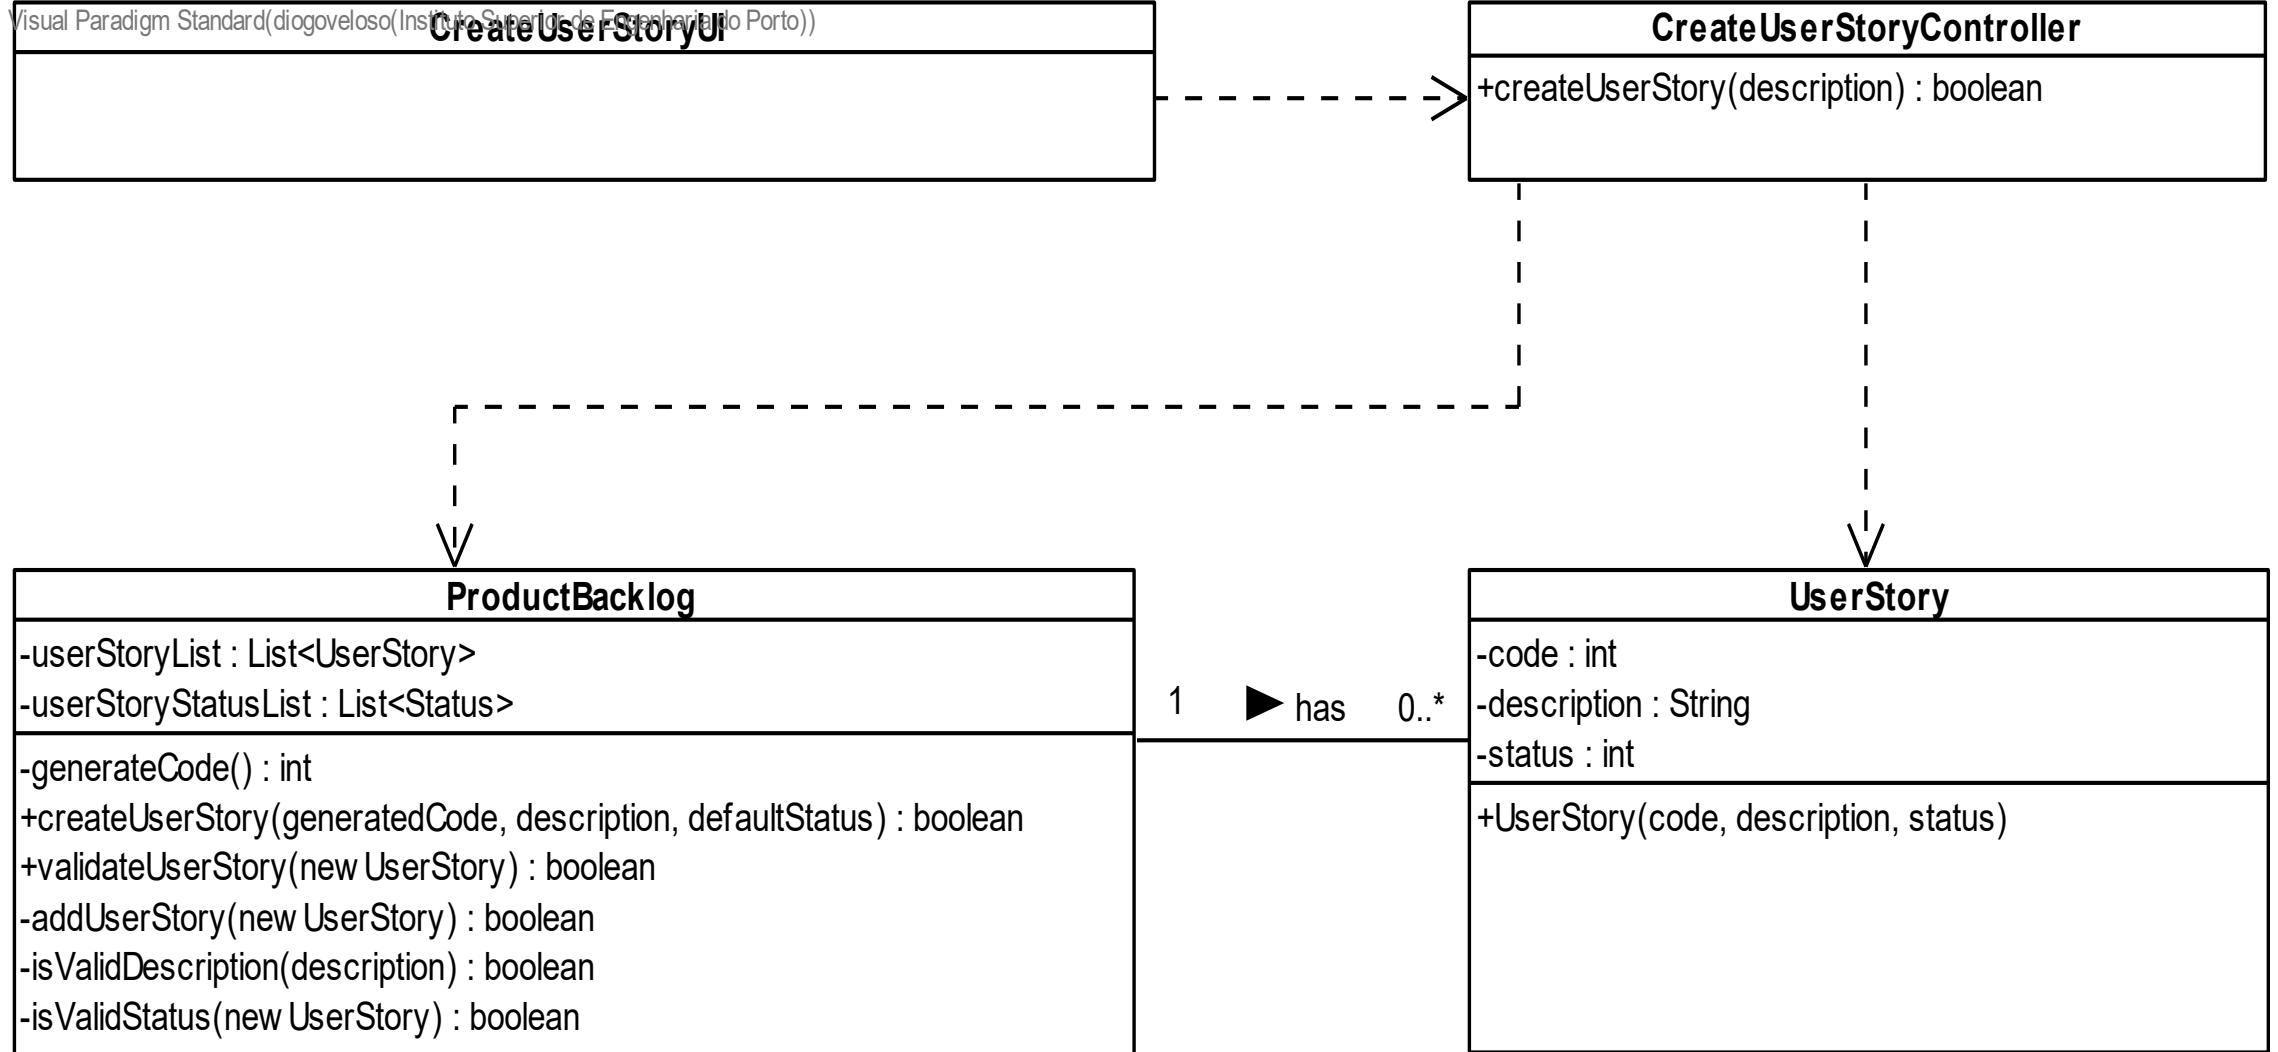 Visual Paradigm Standard(diogoveloso(Instituto Superior de Engenharia do Porto))
CreateUserStoryUI
CreateUserStoryController
+createUserStory(description) : boolean
ProductBacklog
-userStoryList : List<UserStory>
-userStoryStatusList : List<Status>
-generateCode() : int
+createUserStory(generatedCode, description, defaultStatus) : boolean
+validateUserStory(new UserStory) : boolean
-addUserStory(new UserStory) : boolean
-isValidDescription(description) : boolean
-isValidStatus(new UserStory) : boolean
1 ▶ has 0..*
UserStory
-code : int
-description : String
-status : int
+UserStory(code, description, status)